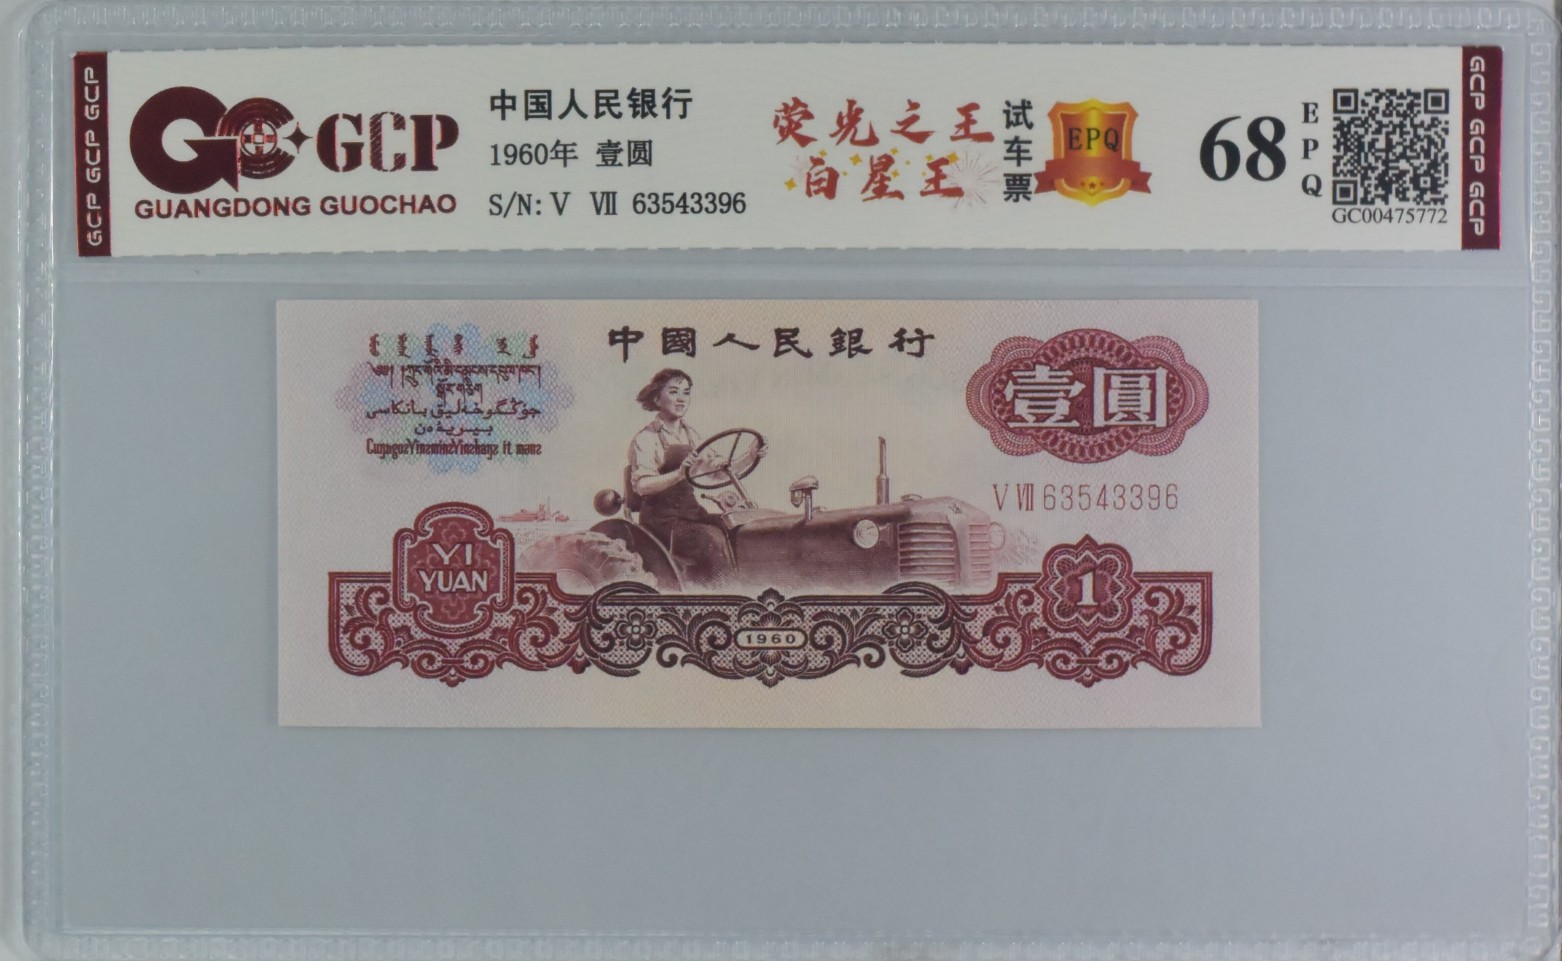 GCP GCP GCP
GCP
GUANGDONG GUOCHAO
中国人民银行
1960年 壹圆
S/N: V Ⅶ 63543396
荧光之王
白星王
试车票
EPQ
68
EPQ
GC00475772
GCP GCP GCP
中國人民銀行
壹圓
V Ⅶ 63543396
YI
YUAN
1960
1